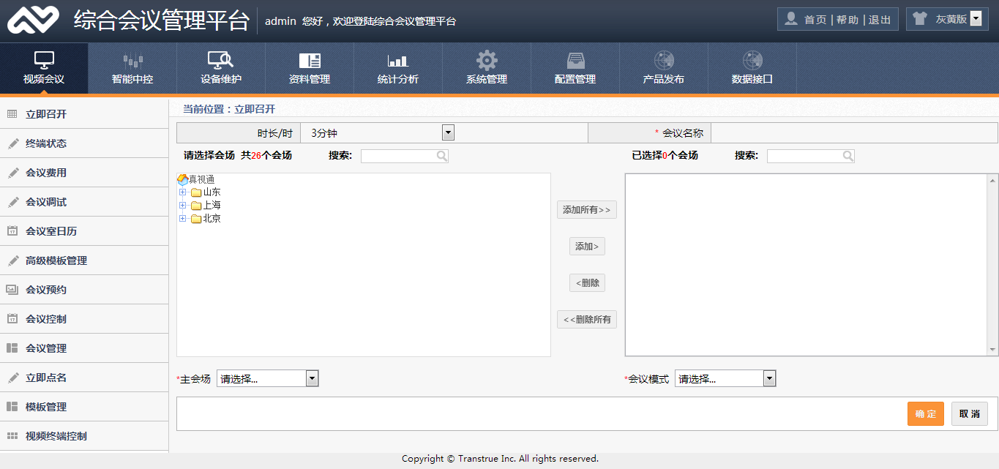 综合会议管理平台
admin 您好，欢迎登陆综合会议管理平台
首页 | 帮助 | 退出
灰黄版
视频会议
智能中控
设备维护
资料管理
统计分析
系统管理
配置管理
产品发布
数据接口
立即召开
终端状态
会议费用
会议调试
会议室日历
高级模板管理
会议预约
会议控制
会议管理
立即点名
模板管理
视频终端控制
当前位置：立即召开
时长/时
3分钟
* 会议名称
请选择会场 共26个会场
搜索:
已选择0个会场
搜索:
真视通
山东
上海
北京
添加所有>>
添加>
<删除
<<删除所有
*主会场
请选择...
*会议模式
请选择...
确 定
取 消
Copyright © Transtrue Inc. All rights reserved.